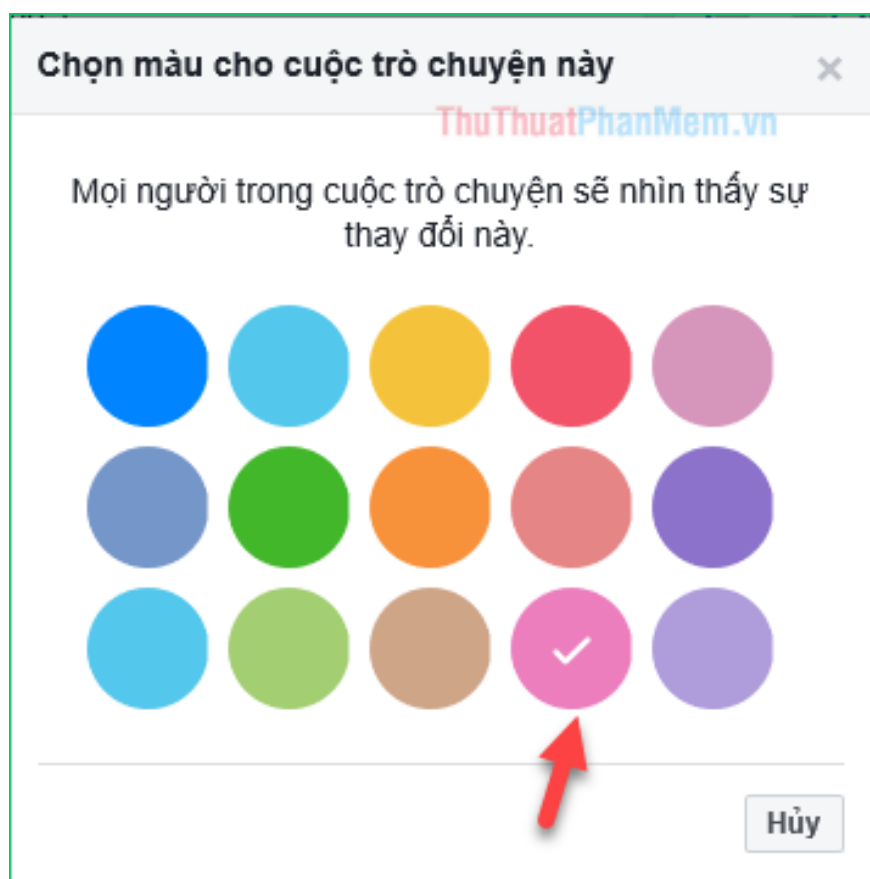 Chọn màu cho cuộc trò chuyện này
ThuThuatPhanMem.vn
Mọi người trong cuộc trò chuyện sẽ nhìn thấy sự
thay đổi này.
Hủy